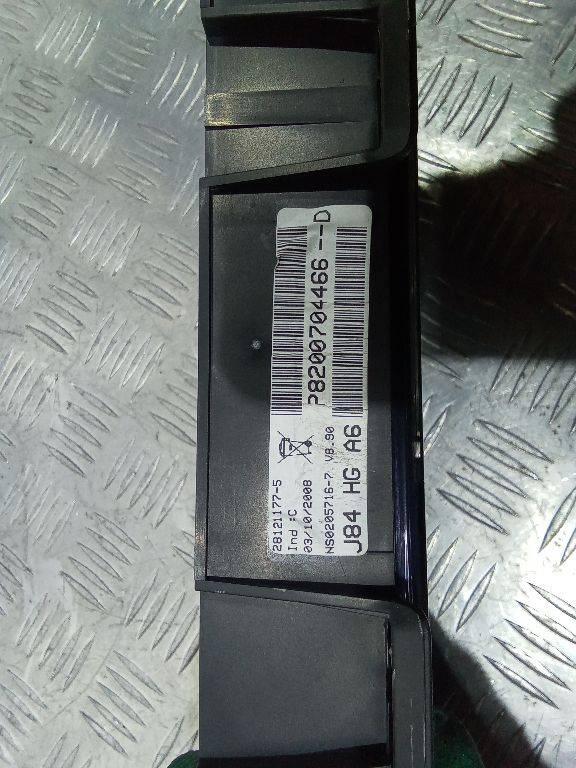 P8200704466 --D
28121177-5
Ind :C
03/10/2008
NS0205716-7 V8.90
J84 HG A6